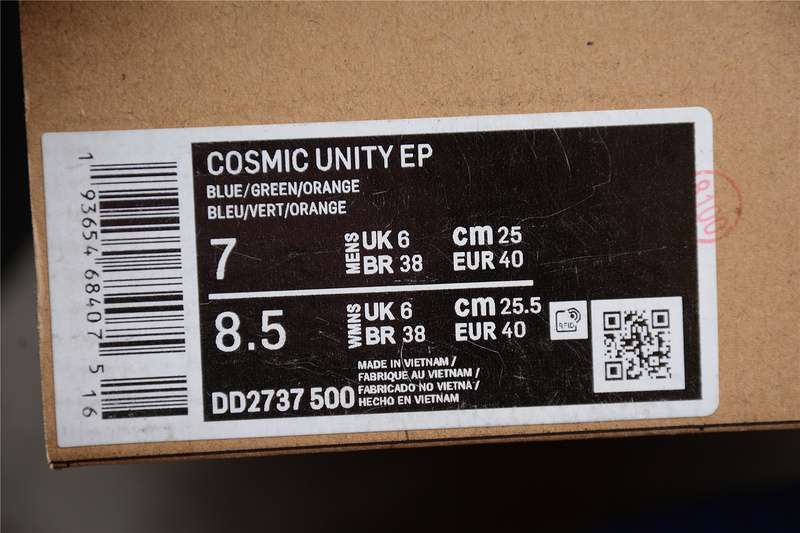 COSMIC UNITY EP
BLUE/GREEN/ORANGE
BLEU/VERT/ORANGE
7 MENS UK 6 cm 25
BR 38 EUR 40
8.5 WMNS UK 6 cm 25.5
BR 38 EUR 40
RFID
MADE IN VIETNAM /
FABRIQUE AU VIETNAM /
FABRICADO NO VIETNA /
HECHO EN VIETNAM
DD2737 500
1 93654 68407 5 16